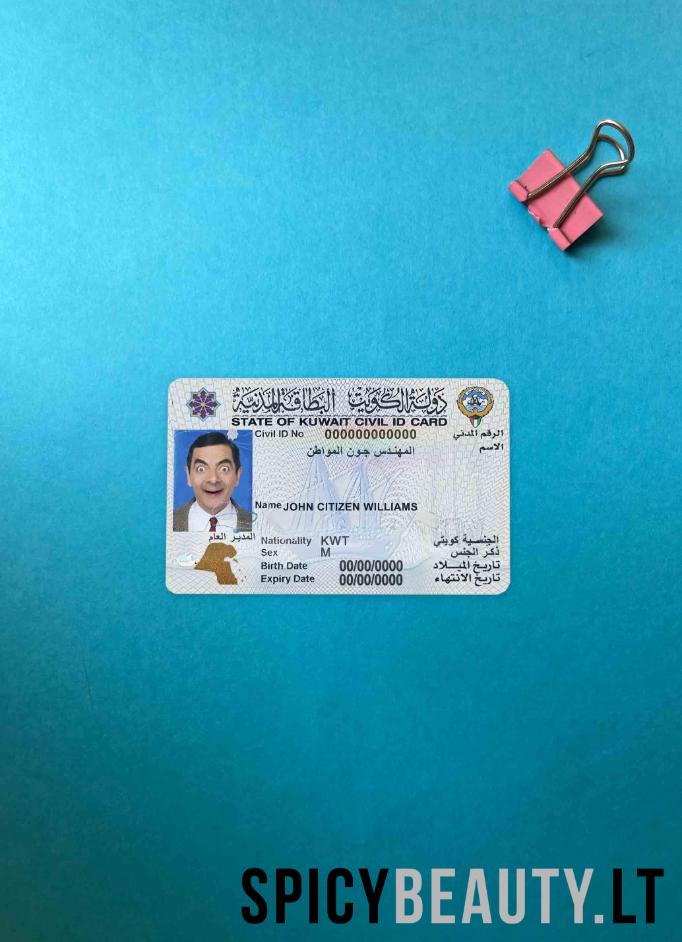 دولة الكويت البطاقة المدنية
STATE OF KUWAIT CIVIL ID CARD
Civil ID No 000000000000 الرقم المدني
الاسم
المهندس جون المواطن
Name JOHN CITIZEN WILLIAMS
المدير العام
Nationality KWT الجنسية كويتي
Sex M ذكر الجنس
Birth Date 00/00/0000 تاريخ الميلاد
Expiry Date 00/00/0000 تاريخ الانتهاء
SPICYBEAUTY.LT